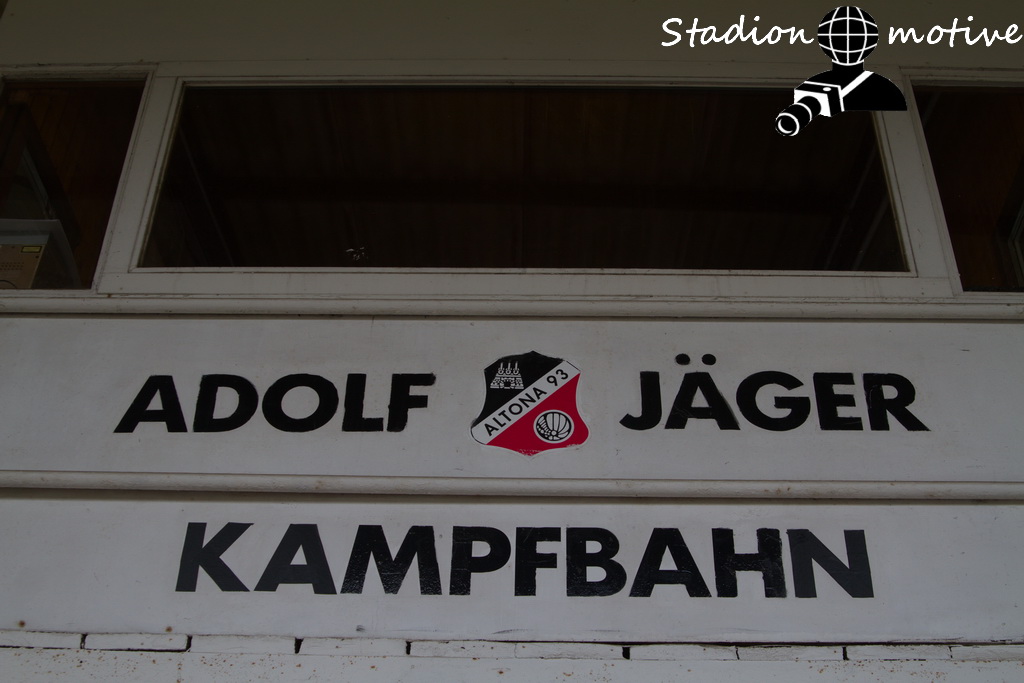 Stadion motive
ADOLF ALTONA 93 JÄGER
KAMPFBAHN